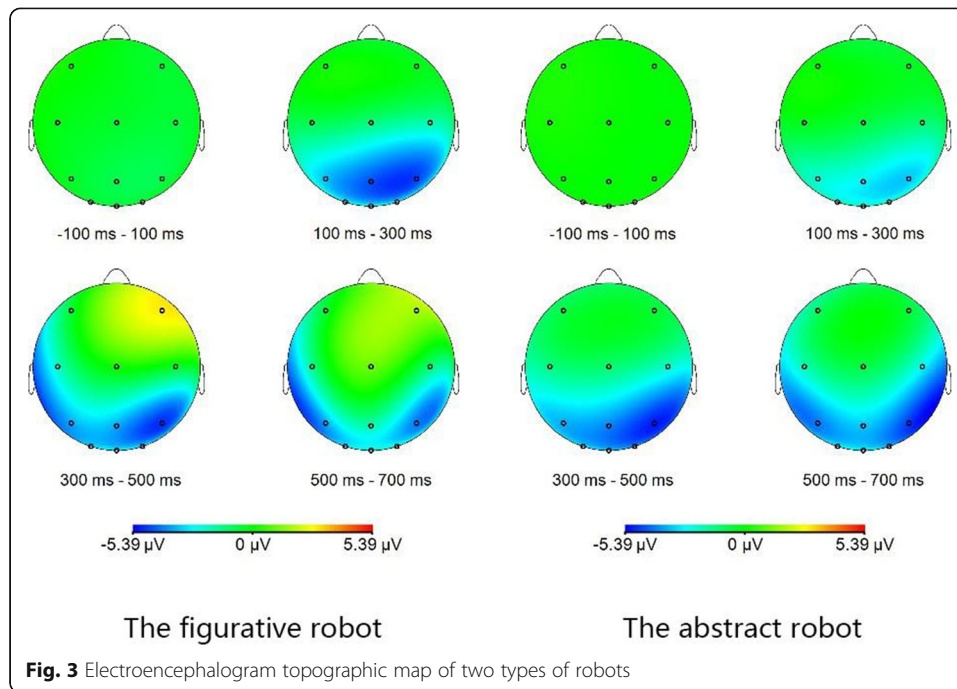 -100 ms - 100 ms
100 ms - 300 ms
-100 ms - 100 ms
100 ms - 300 ms
300 ms - 500 ms
500 ms - 700 ms
300 ms - 500 ms
500 ms - 700 ms
-5.39 µV 0 µV 5.39 µV
-5.39 µV 0 µV 5.39 µV
The figurative robot
The abstract robot
Fig. 3 Electroencephalogram topographic map of two types of robots